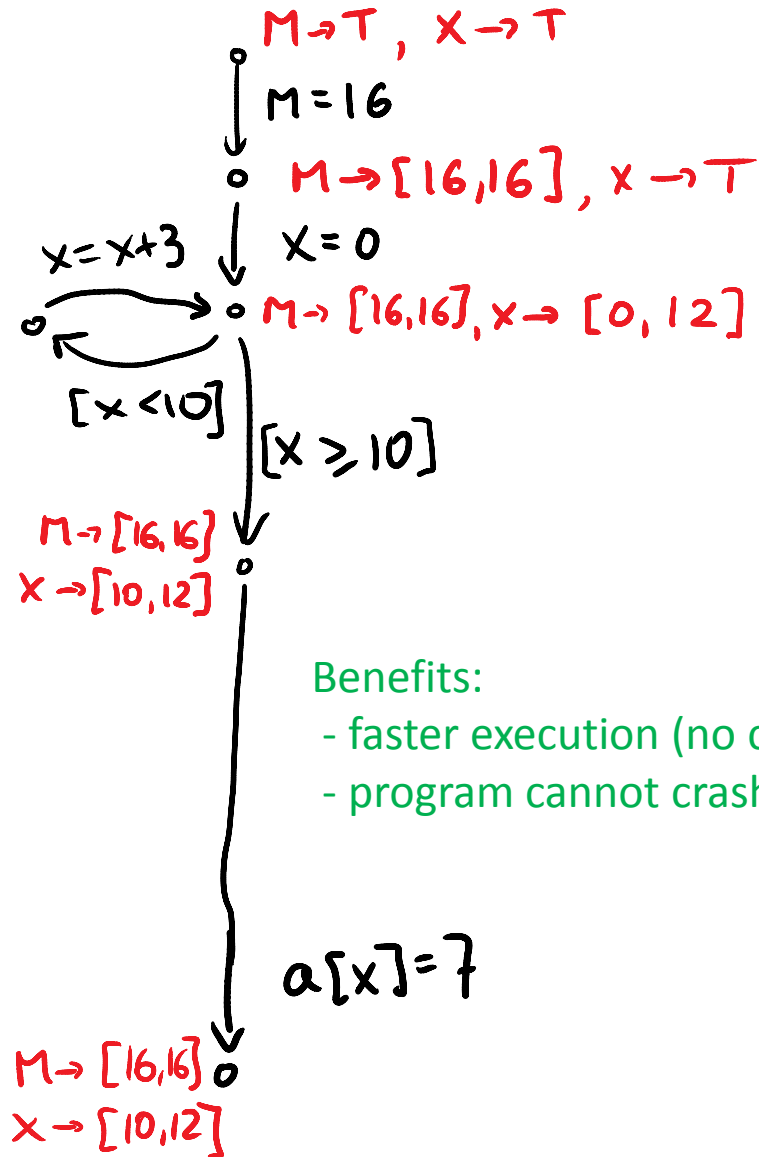 M→T, x→T
M=16
M→[16,16], x→T
x=x+3
x=0
M→[16,16], x→[0,12]
[x<10]
[x≥10]
M→[16,16]
x→[10,12]
Benefits:
- faster execution (no
- program cannot crash
a[x]=7
M→[16,16]
x→[10,12]